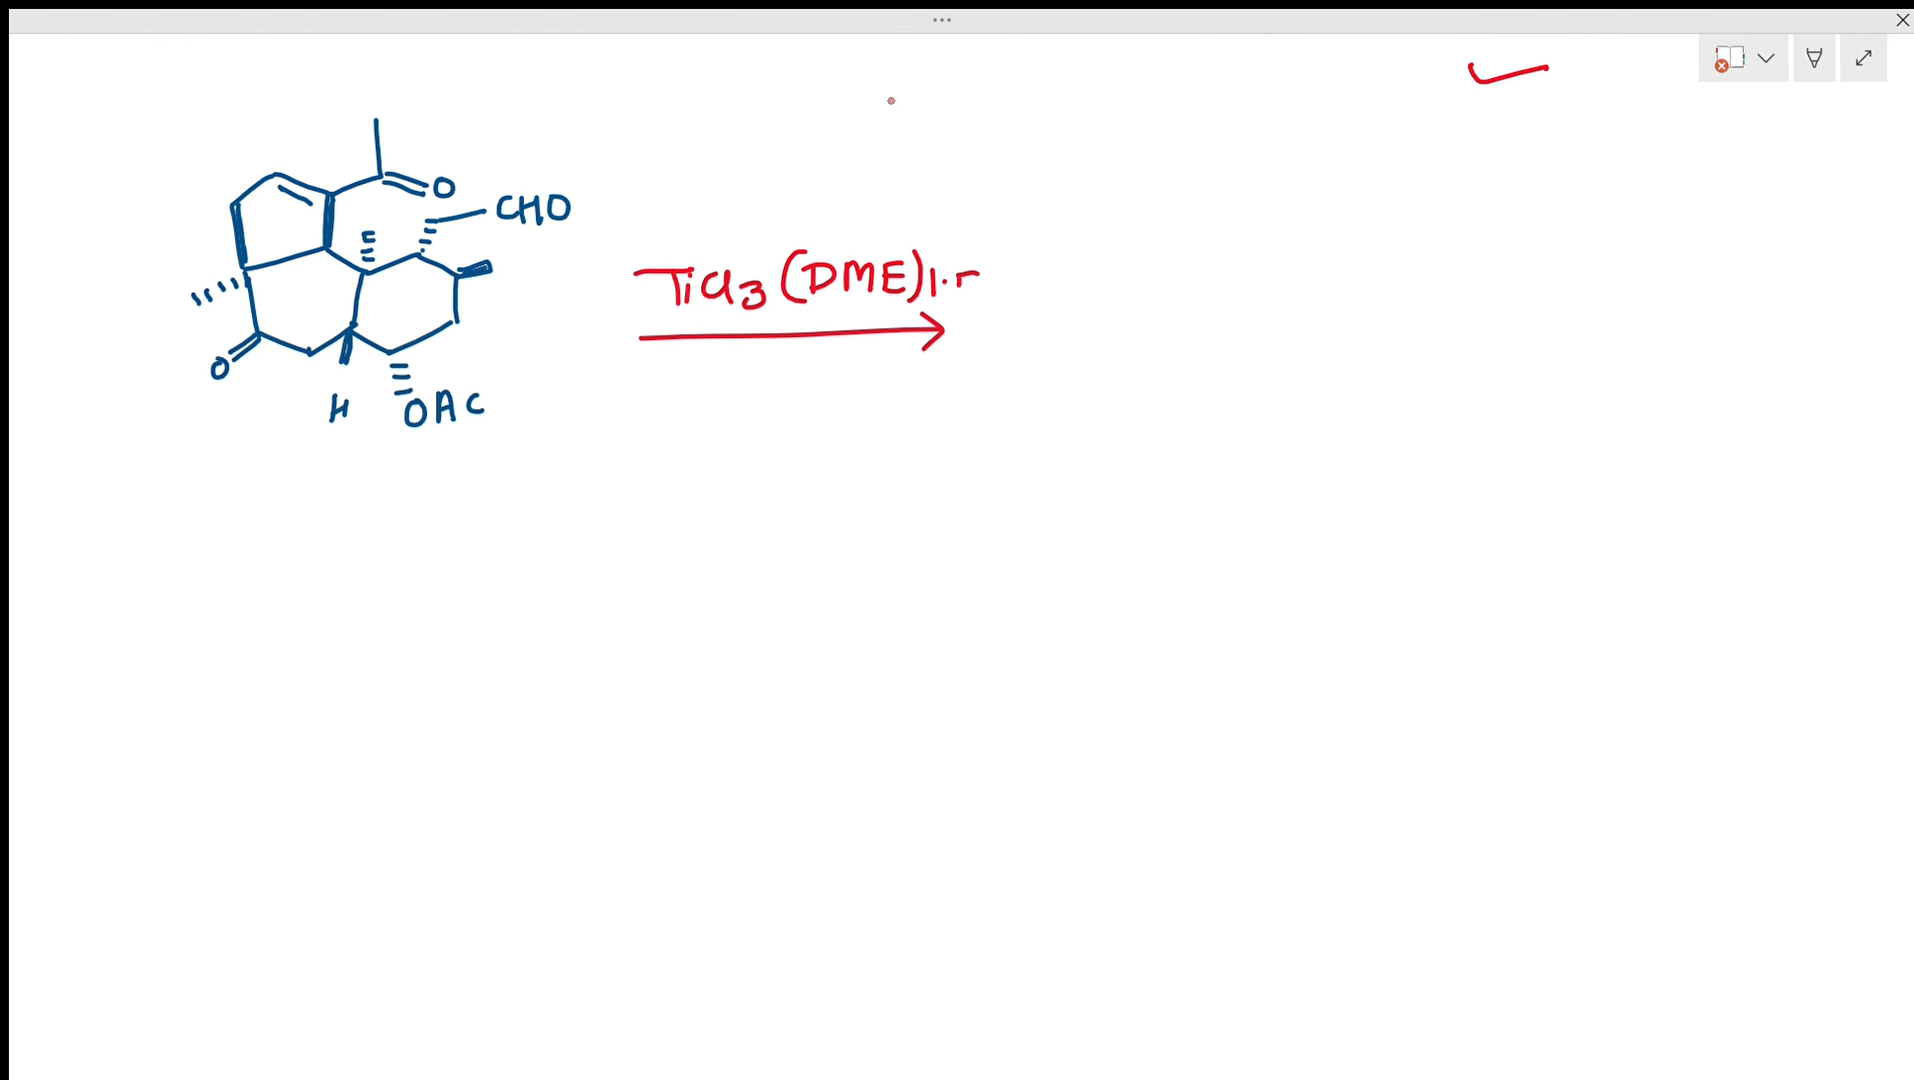 O
CHO
TiCl3 (DME)1.5
O
H
OAC